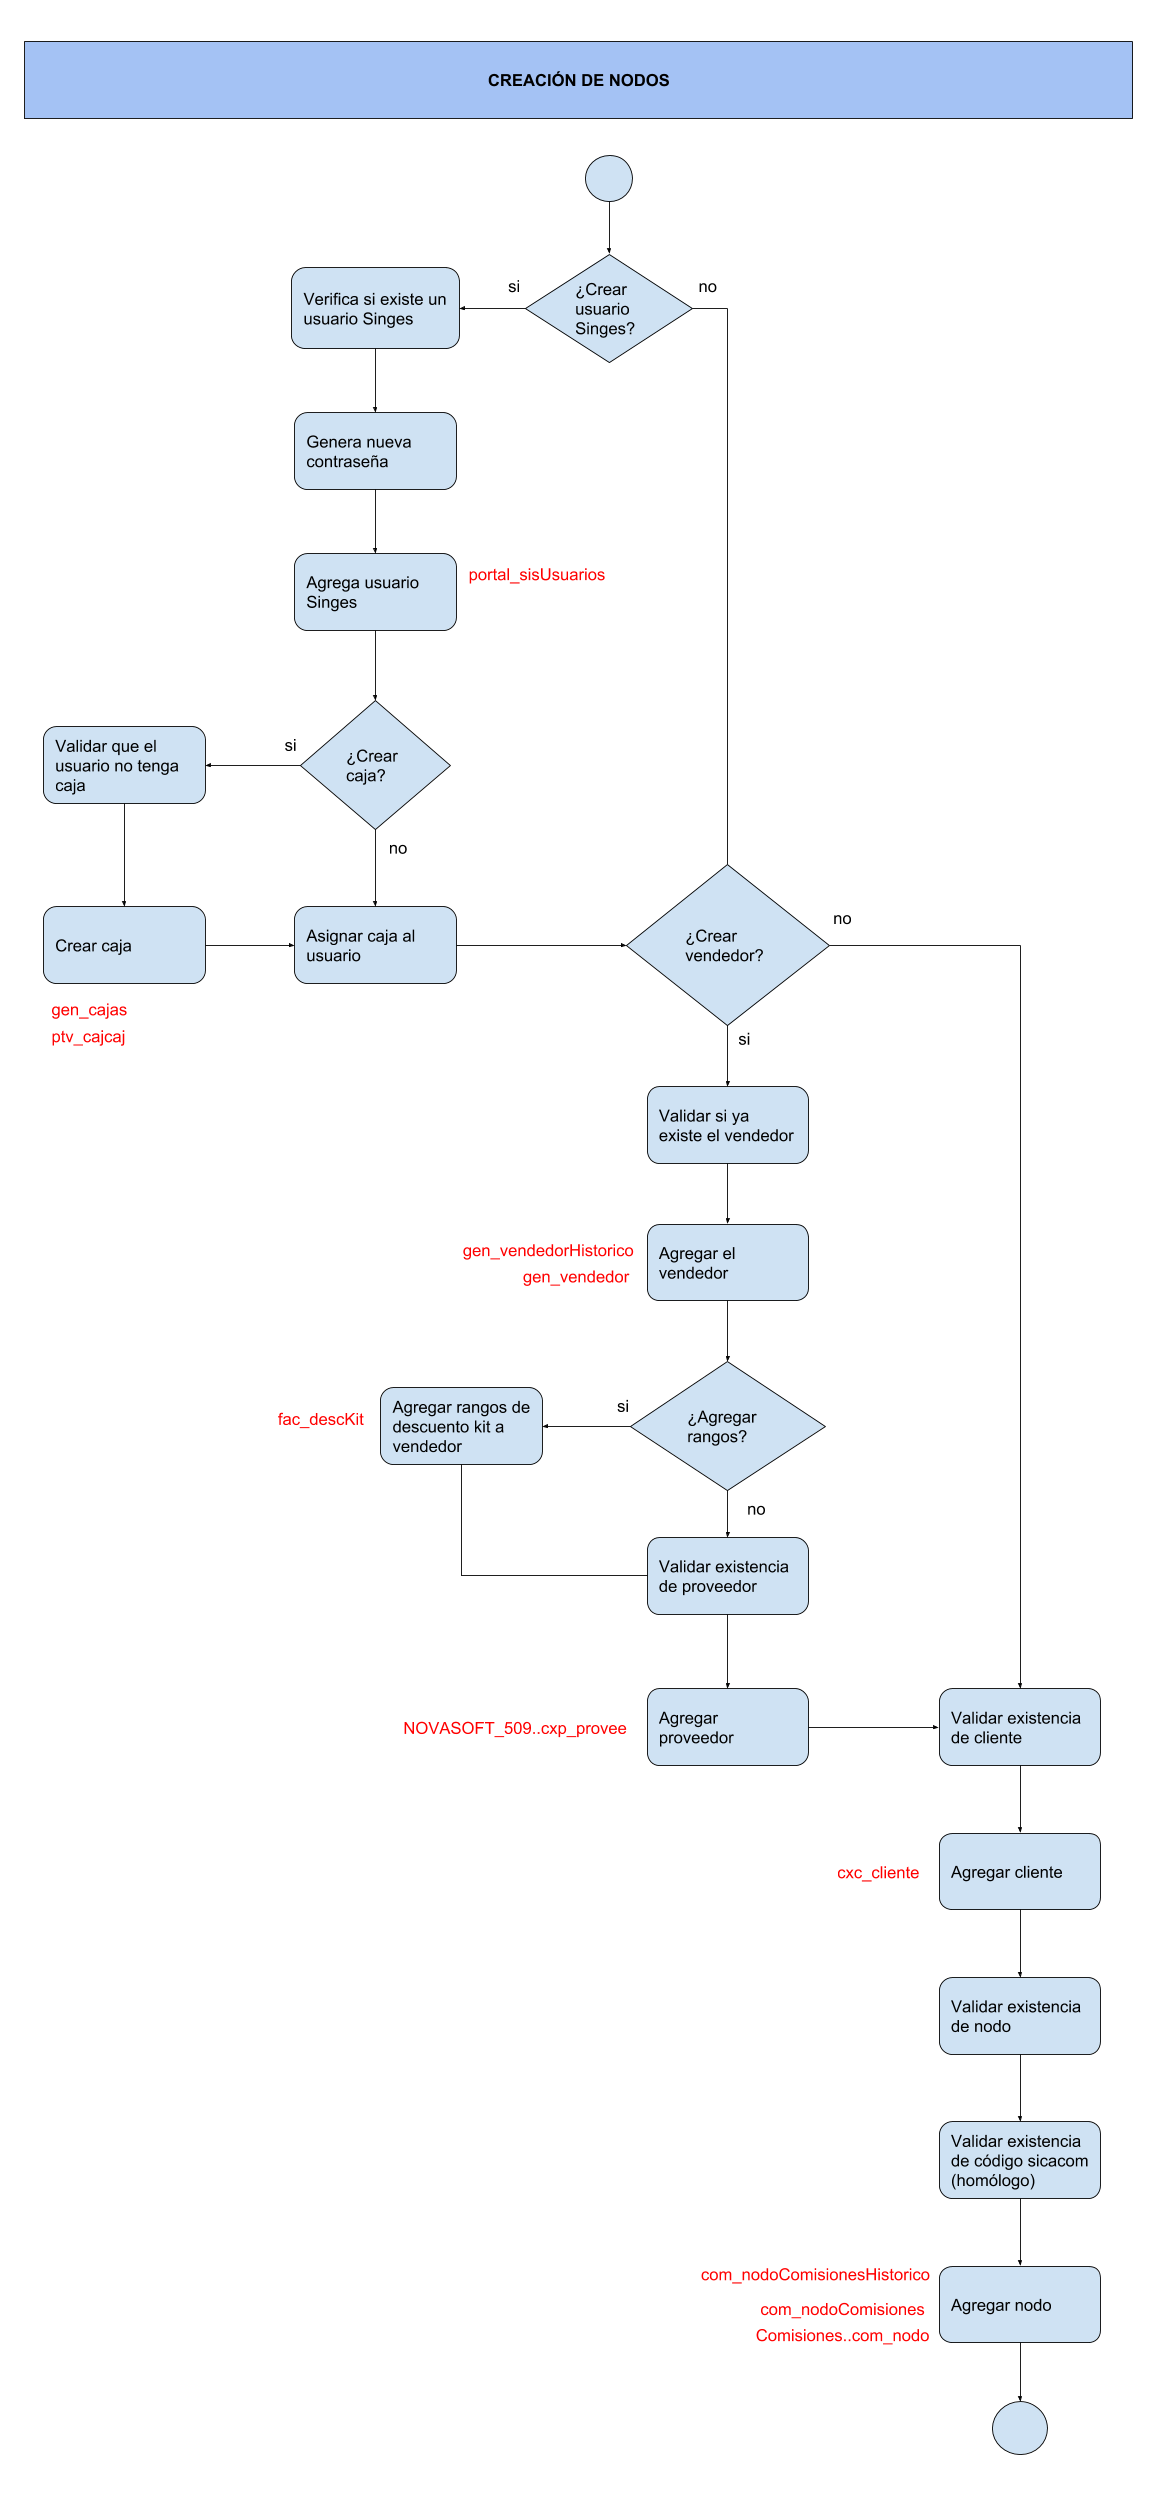 CREACIÓN DE NODOS
si
¿Crear
usuario
Singes?
no
Verifica si existe un
usuario Singes
Genera nueva
contraseña
Agrega usuario
Singes
portal_sisUsuarios
¿Crear
caja?
si
no
Validar que el
usuario no tenga
caja
Crear caja
gen_cajas
ptv_cajcaj
Asignar caja al
usuario
¿Crear
vendedor?
no
si
Validar si ya
existe el vendedor
gen_vendedorHistorico
gen_vendedor
Agregar el
vendedor
fac_descKit
Agregar rangos de
descuento kit a
vendedor
si
¿Agregar
rangos?
no
Validar existencia
de proveedor
NOVASOFT_509..cxp_provee
Agregar
proveedor
Validar existencia
de cliente
cxc_cliente
Agregar cliente
Validar existencia
de nodo
Validar existencia
de código sicacom
(homólogo)
com_nodoComisionesHistorico
com_nodoComisiones
Comisiones..com_nodo
Agregar nodo